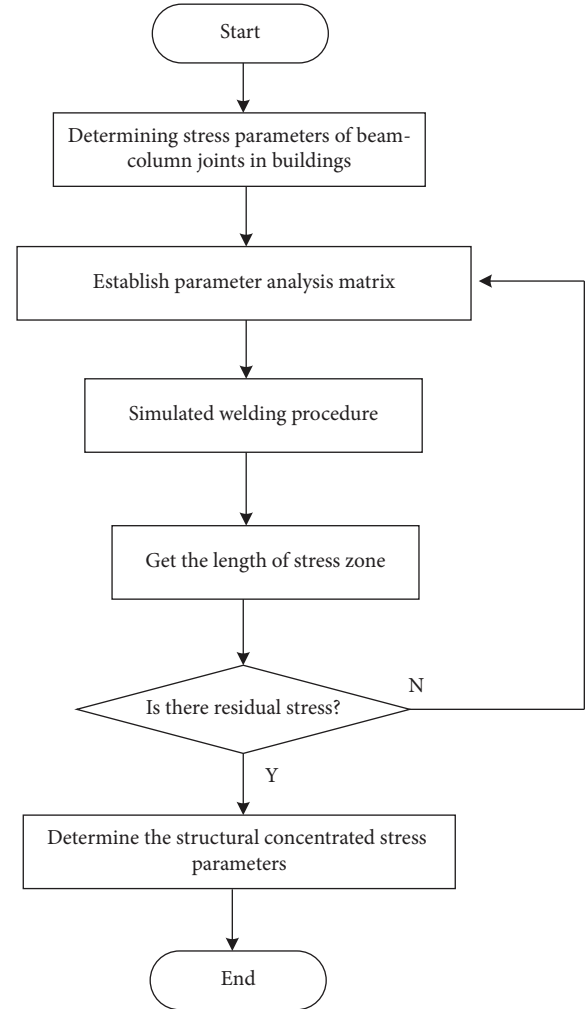 Start
Determining stress parameters of beam-
column joints in buildings
Establish parameter analysis matrix
Simulated welding procedure
Get the length of stress zone
Is there residual stress?
N
Y
Determine the structural concentrated stress
parameters
End